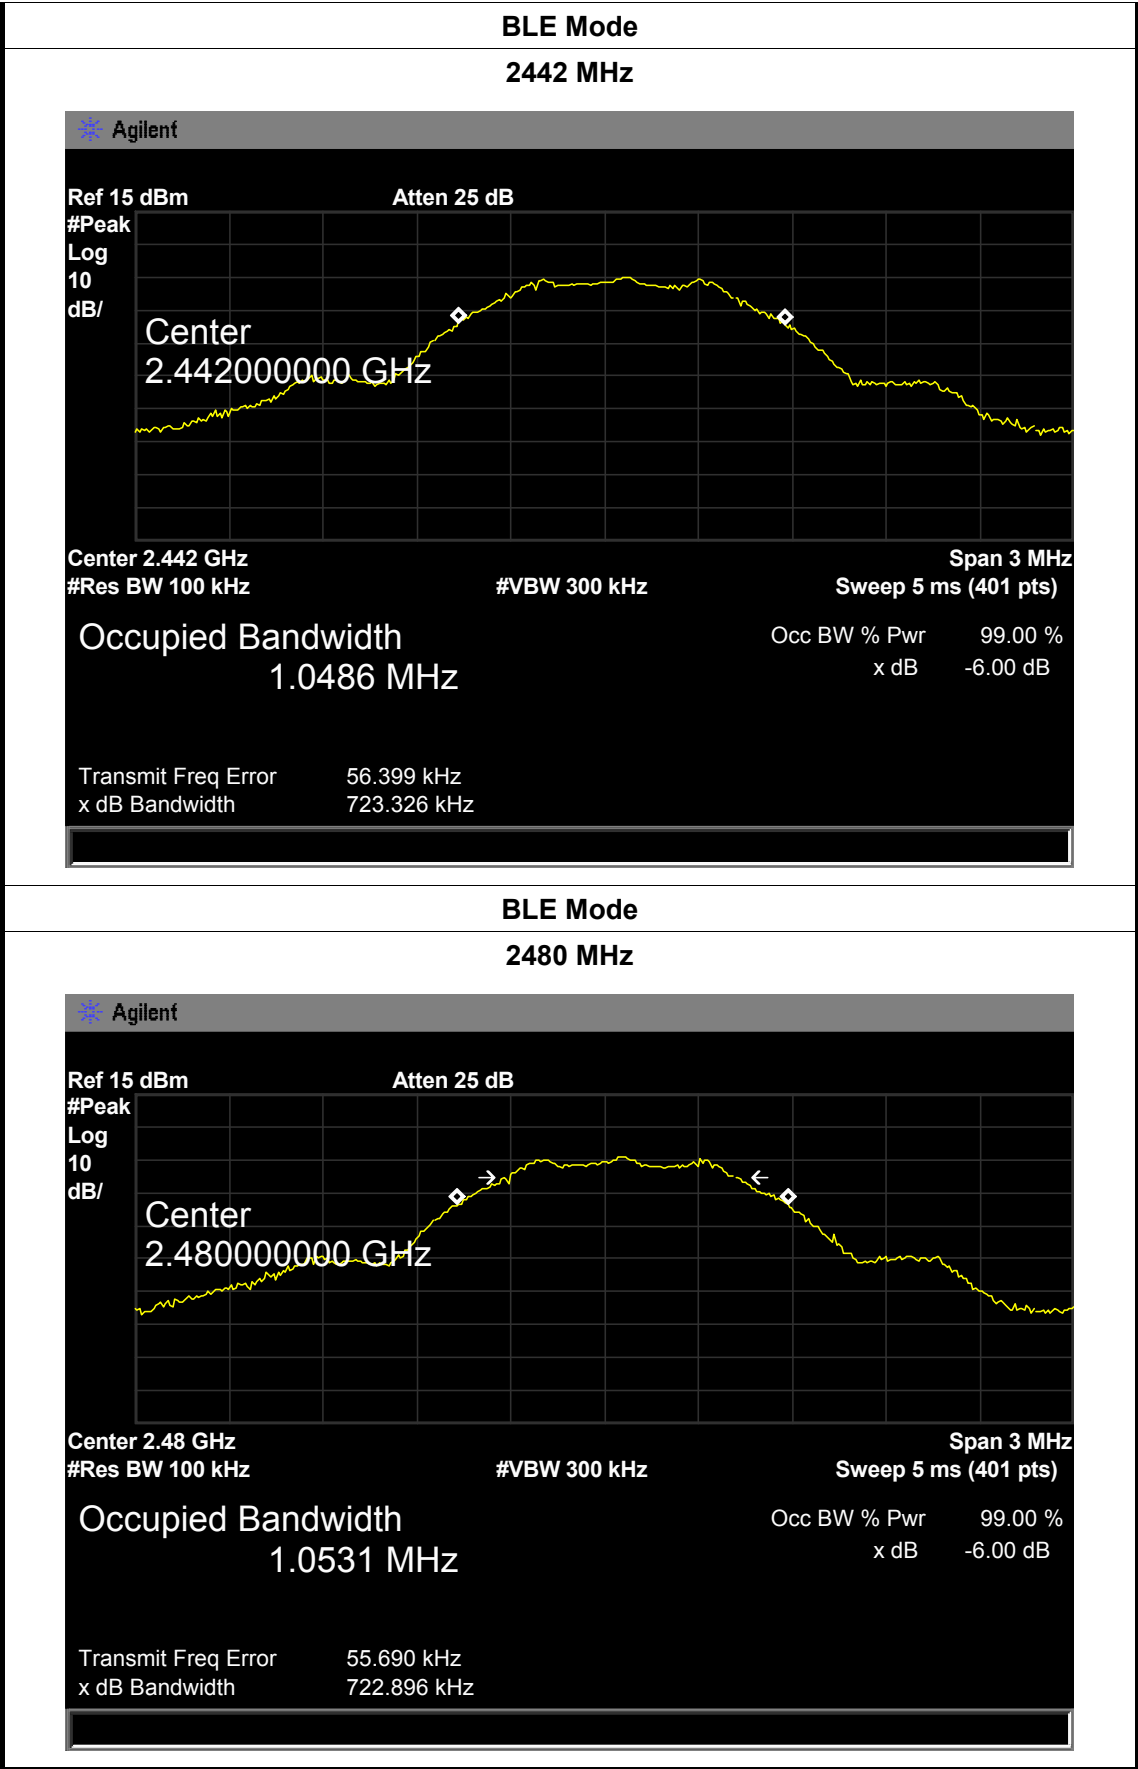 BLE Mode
2442 MHz
Agilent
Ref 15 dBm Atten 25 dB
#Peak
Log
10
dB/
Center
2.442000000 GHz
Center 2.442 GHz Span 3 MHz
#Res BW 100 kHz #VBW 300 kHz Sweep 5 ms (401 pts)
Occupied Bandwidth Occ BW % Pwr 99.00 %
1.0486 MHz x dB -6.00 dB
Transmit Freq Error 56.399 kHz
x dB Bandwidth 723.326 kHz
BLE Mode
2480 MHz
Agilent
Ref 15 dBm Atten 25 dB
#Peak
Log
10
dB/
Center
2.480000000 GHz
Center 2.48 GHz Span 3 MHz
#Res BW 100 kHz #VBW 300 kHz Sweep 5 ms (401 pts)
Occupied Bandwidth Occ BW % Pwr 99.00 %
1.0531 MHz x dB -6.00 dB
Transmit Freq Error 55.690 kHz
x dB Bandwidth 722.896 kHz